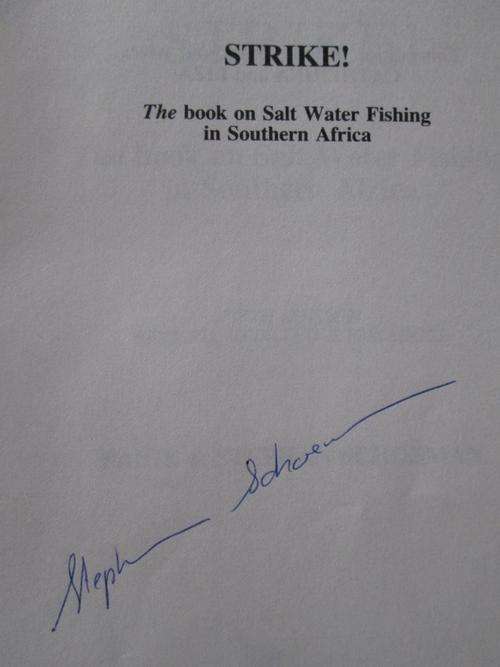 STRIKE!
The book on Salt Water Fishing
in Southern Africa